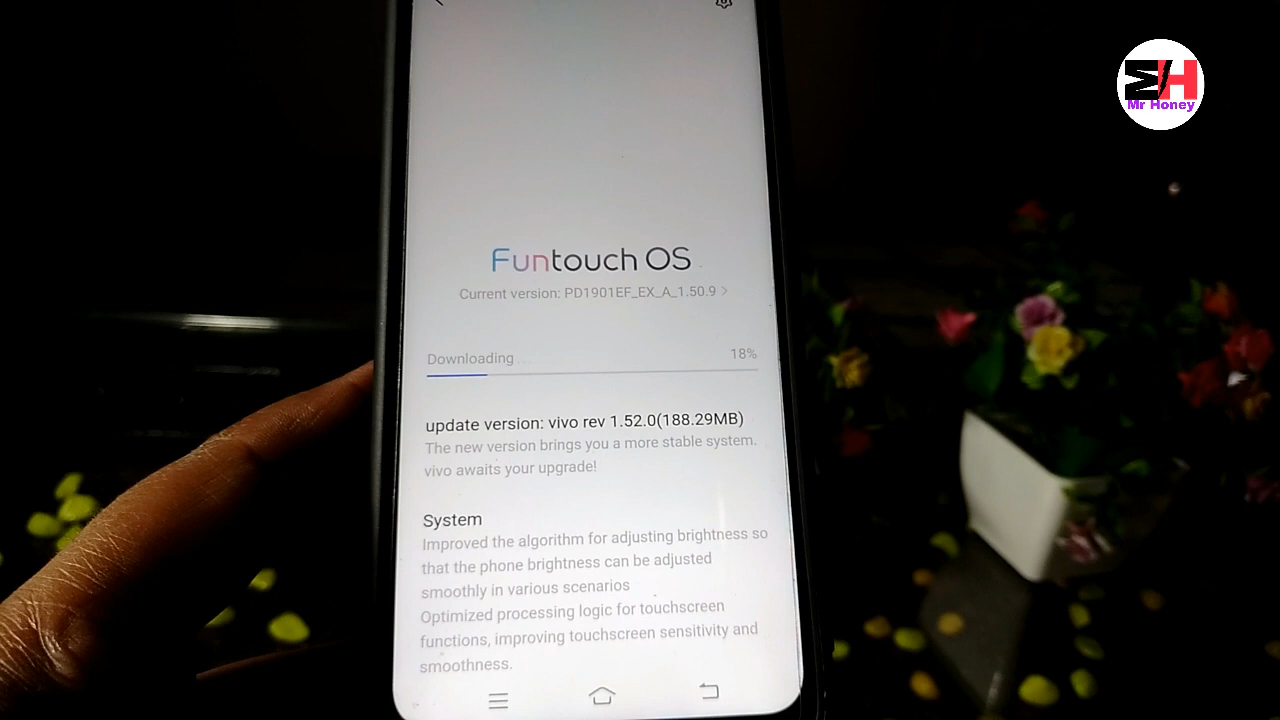 MH
Mr Honey
Funtouch OS
Current version: PD1901EF_EX_A_1.50.9 >
Downloading..
18%
update version: vivo rev 1.52.0(188.29MB)
The new version brings you a more stable system.
vivo awaits your upgrade!
System
Improved the algorithm for adjusting brightness so
that the phone brightness can be adjusted
smoothly in various scenarios
Optimized processing logic for touchscreen
functions, improving touchscreen sensitivity and
smoothness.